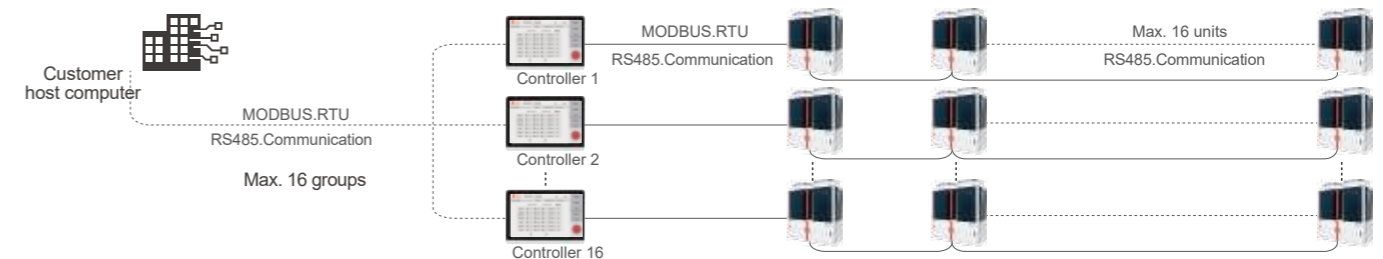 Customer
host computer
MODBUS.RTU
RS485.Communication
Max. 16 groups
Controller 1
MODBUS.RTU
RS485.Communication
Max. 16 units
RS485.Communication
Controller 2
Controller 16